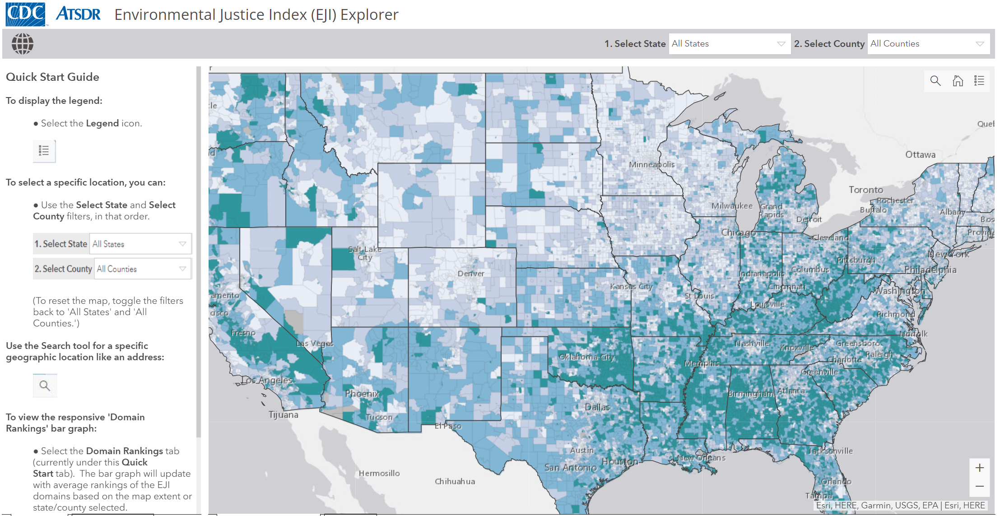 CDC ATSDR Environmental Justice Index (EJI) Explorer
1. Select State All States 2. Select County All Counties
Quick Start Guide
To display the legend:
● Select the Legend icon.
To select a specific location, you can:
● Use the Select State and Select
County filters, in that order.
1. Select State All States
2. Select County All Counties
(To reset the map, toggle the filters
back to 'All States' and 'All
Counties.')
Use the Search tool for a specific
geographic location like an address:
To view the responsive 'Domain
Rankings' bar graph:
● Select the Domain Rankings tab
(currently under this Quick
Start tab). The bar graph will update
with average rankings of the EJI
domains based on the map extent or
state/county selected.
Ottawa
Minneapolis
Toronto
Rochester
Milwaukee
Grand
Rapids
Buffalo
Albany
Detroit
Chicago
Cleveland
Salt Lake
City
New York
Pittsburgh
Denver
Indianapolis
Columbus
Philadelphia
Kansas City
Cincinnati
Washington
St Louis
Louisville
Richmond
Fresno
Norfolk
Las Vegas
Nashville
Knoxville
Greensboro
Oklahoma City
Memphis
Charlotte
Raleigh
Greenville
Los Angeles
Phoenix
Birmingham
Atlanta
Dallas
Tijuana
Tucson
El Paso
Austin
Jacksonville
New Orleans
San Antonio
Houston
Hermosillo
Chihuahua
Orlando
Tampa
Esri, HERE, Garmin, USGS, EPA | Esri, HERE